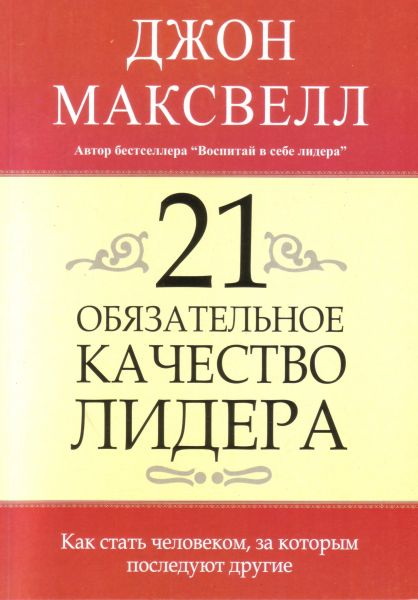 ДЖОН
МАКСВЕЛЛ
Автор бестселлера “Воспитай в себе лидера”
21
ОБЯЗАТЕЛЬНОЕ
КАЧЕСТВО
ЛИДЕРА
Как стать человеком, за которым
последуют другие